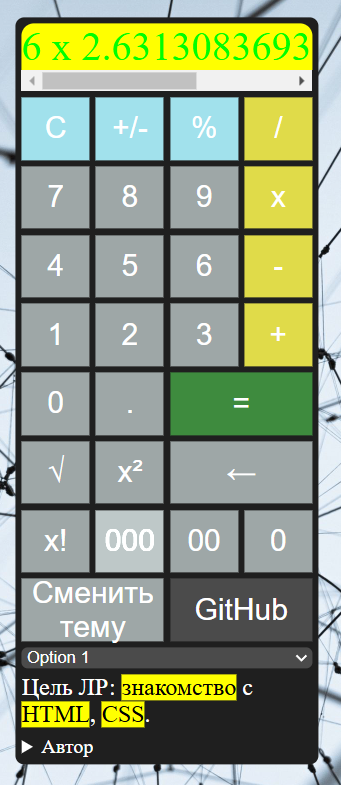 6 x 2.6313083693
C +/- % /
7 8 9 x
4 5 6 -
1 2 3 +
0 . =
√ x² ←
x! 000 00 0
Сменить
тему
GitHub
Option 1
Цель ЛР: знакомство с
HTML, CSS.
Автор